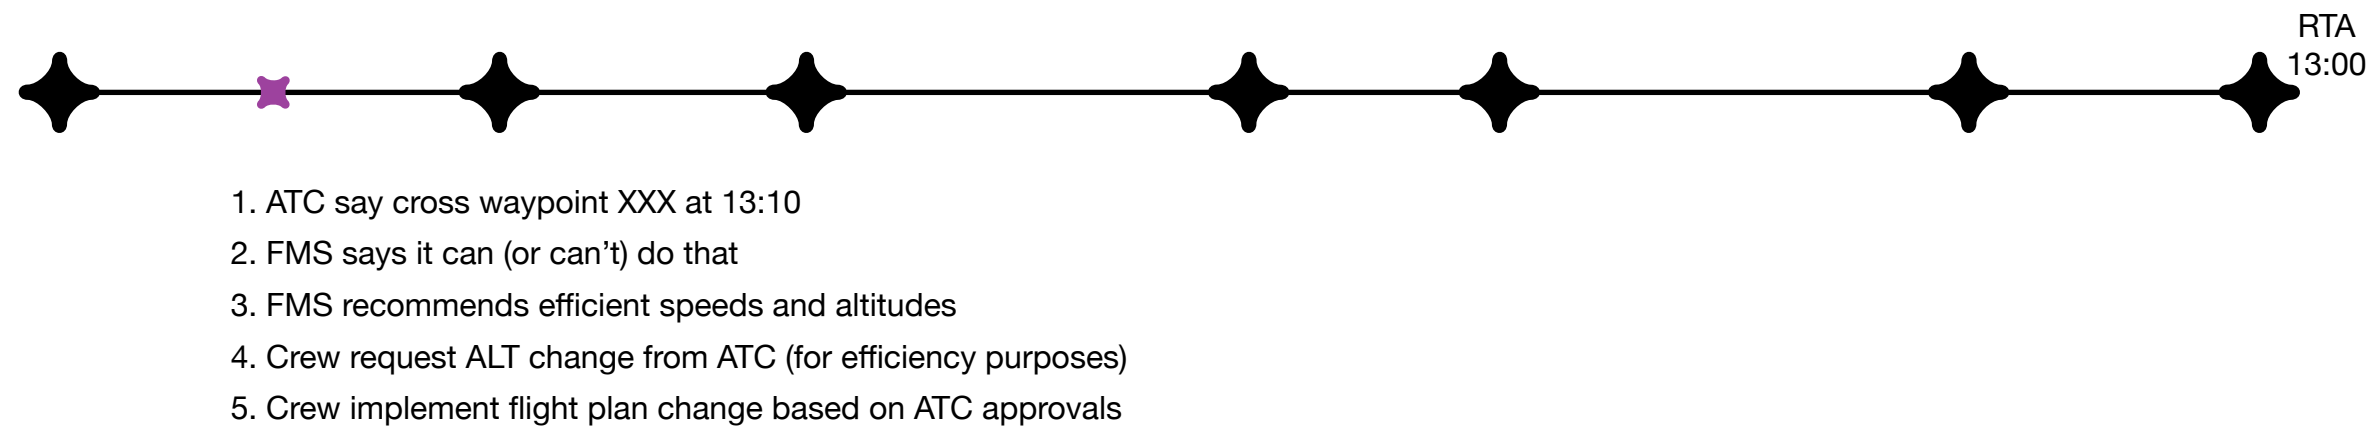 RTA
13:00
1. ATC say cross waypoint XXX at 13:10
2. FMS says it can (or can’t) do that
3. FMS recommends efficient speeds and altitudes
4. Crew request ALT change from ATC (for efficiency purposes)
5. Crew implement flight plan change based on ATC approvals